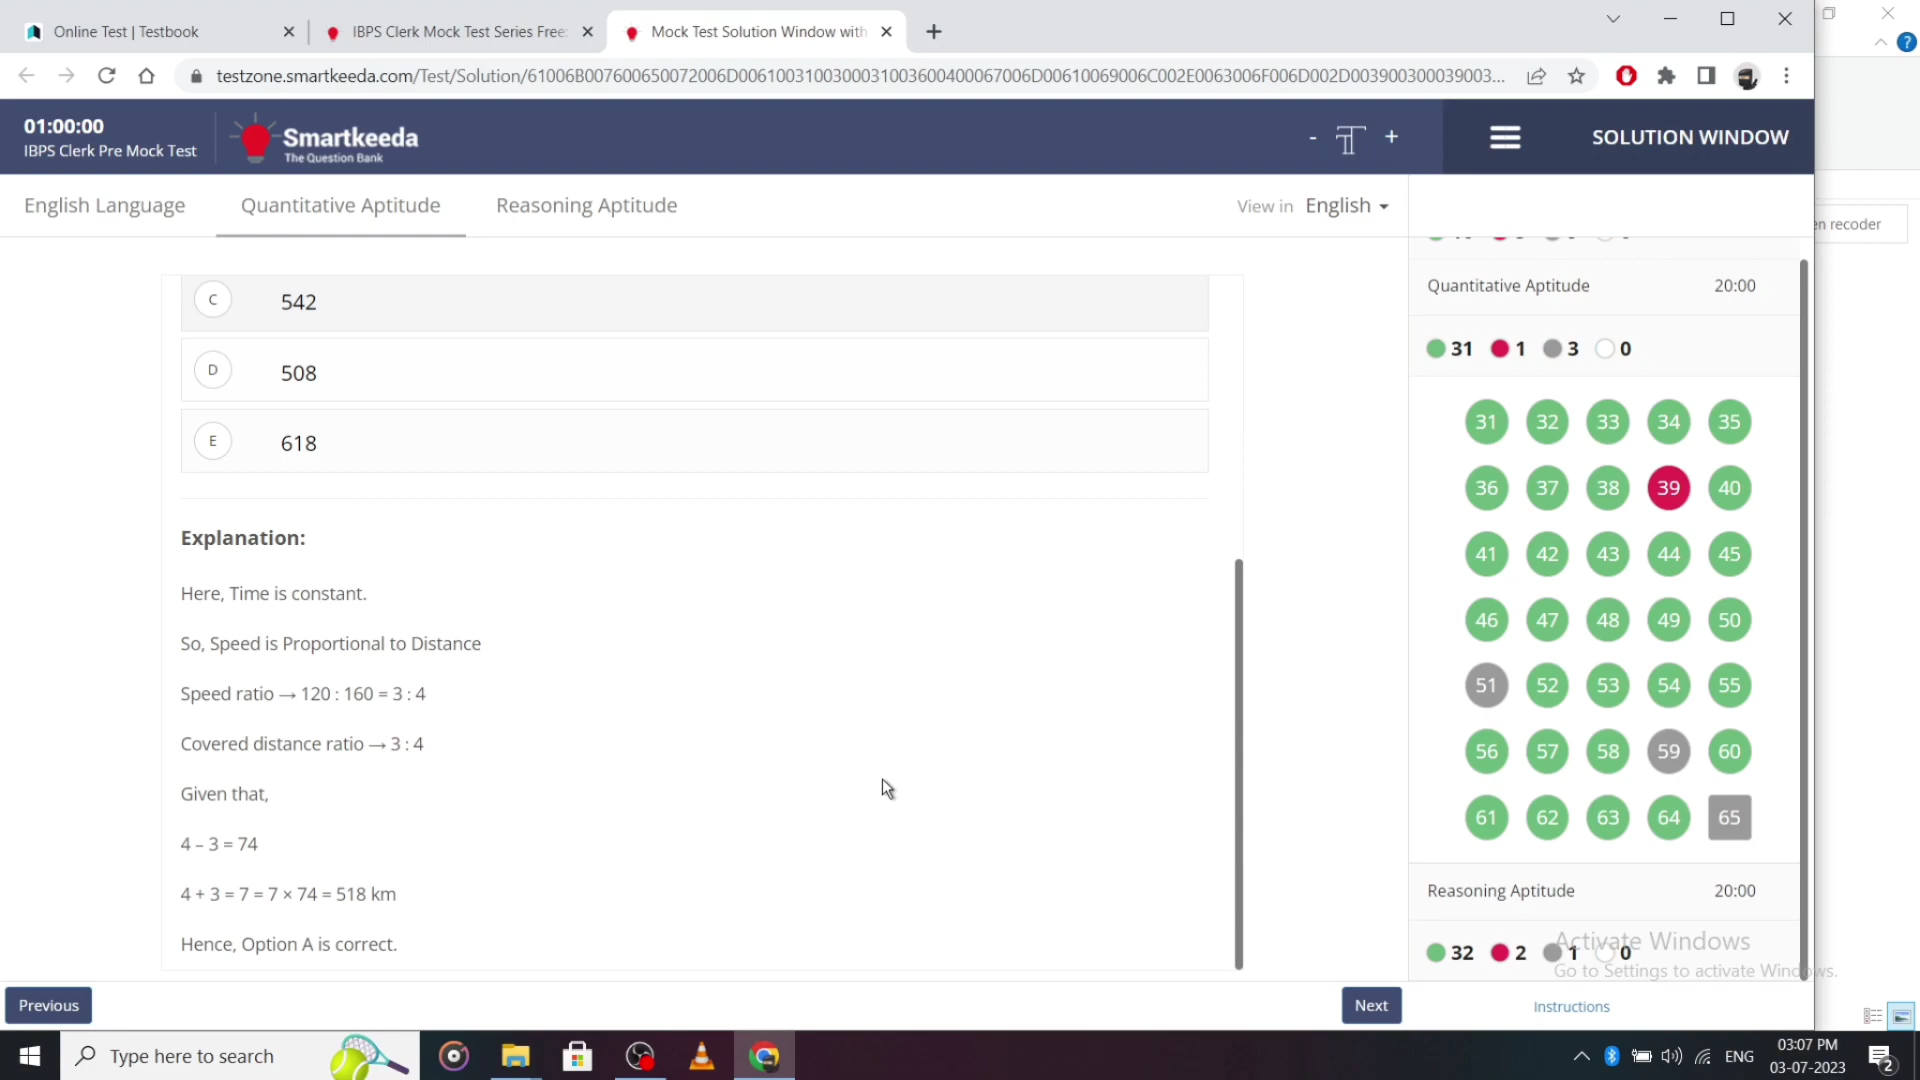 Online Test | Testbook
IBPS Clerk Mock Test Series Free
Mock Test Solution Window with
testzone.smartkeeda.com/Test/Solution/61006B007600650072006D0061003100300031003600400067006D00610069006C002E0063006F006D002D003900300039003...
01:00:00
IBPS Clerk Pre Mock Test
Smartkeeda
The Question Bank
- T +
SOLUTION WINDOW
English Language
Quantitative Aptitude
Reasoning Aptitude
View in English
en recoder
C 542
D 508
E 618
Explanation:
Here, Time is constant.
So, Speed is Proportional to Distance
Speed ratio → 120 : 160 = 3 : 4
Covered distance ratio → 3 : 4
Given that,
4 – 3 = 74
4 + 3 = 7 = 7 × 74 = 518 km
Hence, Option A is correct.
Quantitative Aptitude 20:00
31 1 3 0
31 32 33 34 35
36 37 38 39 40
41 42 43 44 45
46 47 48 49 50
51 52 53 54 55
56 57 58 59 60
61 62 63 64 65
Reasoning Aptitude 20:00
32 2 1 0
Activate Windows
Go to Settings to activate Windows.
Previous
Next
Instructions
Type here to search
ENG
03:07 PM
03-07-2023
2